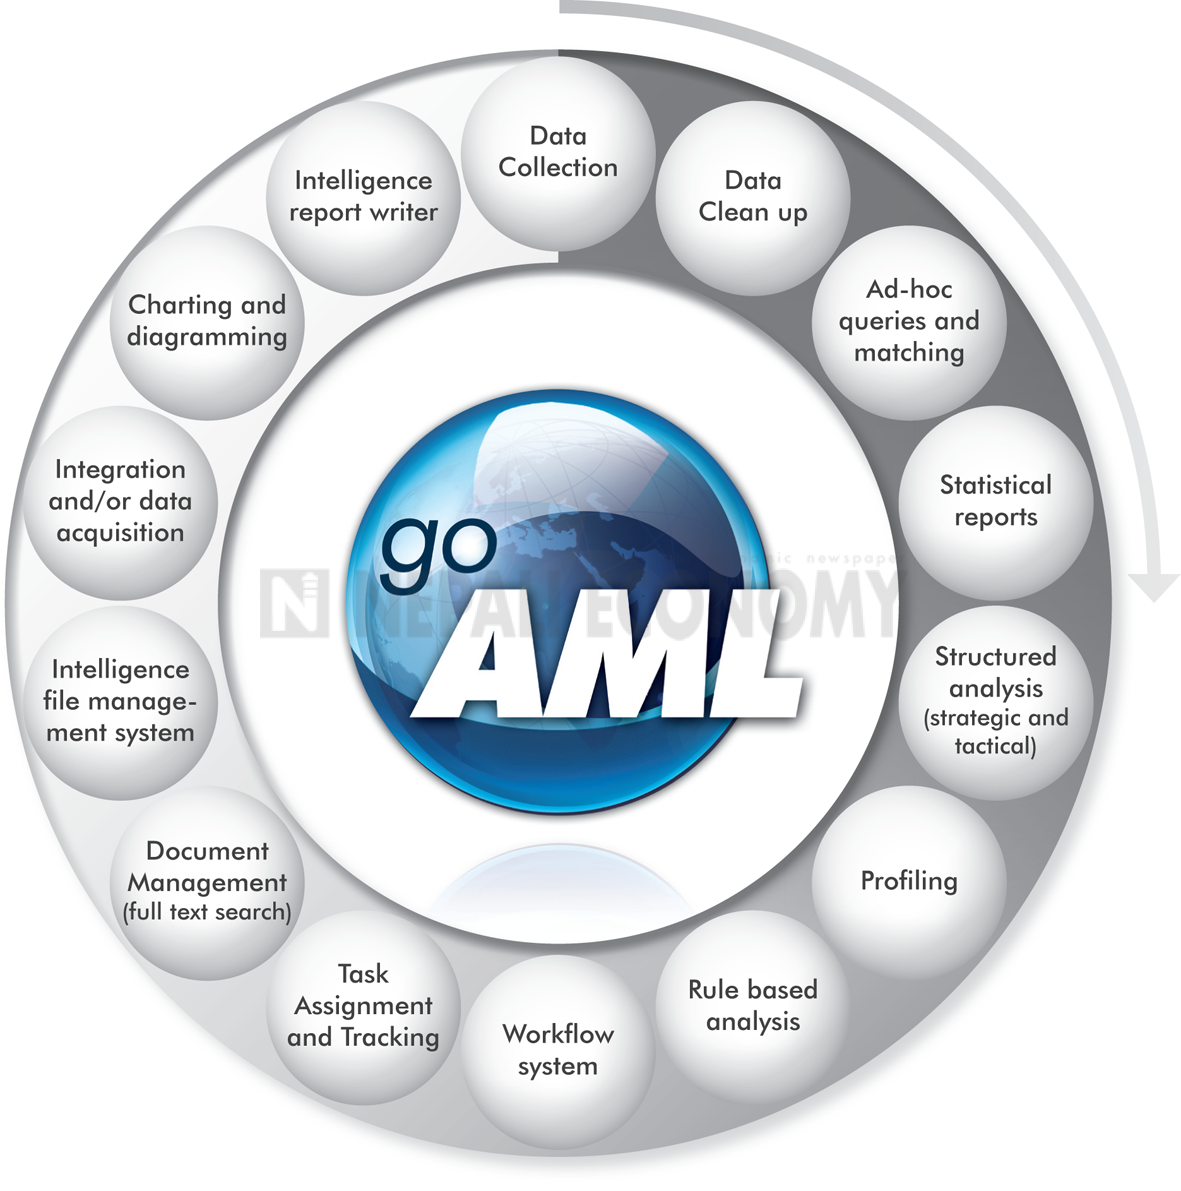 Data
Collection
Data
Clean up
Ad-hoc
queries and
matching
Statistical
reports
Structured
analysis
(strategic and
tactical)
Profiling
Rule based
analysis
Workflow
system
Task
Assignment
and Tracking
Document
Management
(full text search)
Intelligence
file manage-
ment system
Integration
and/or data
acquisition
Charting and
diagramming
Intelligence
report writer
go
AML
N
NEPAL ECONOMY